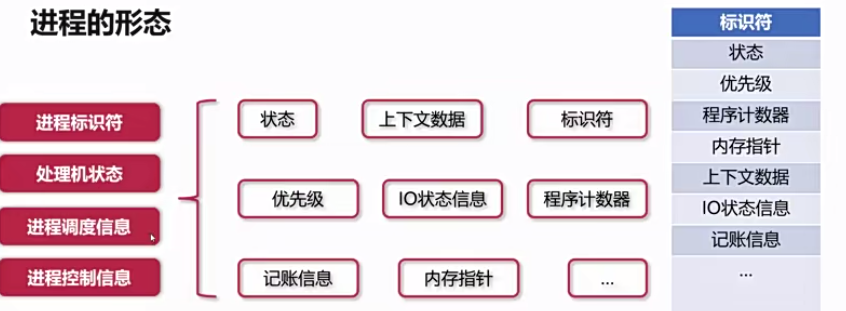 进程的形态
进程标识符
处理机状态
进程调度信息
进程控制信息
状态
上下文数据
标识符
优先级
IO状态信息
程序计数器
记账信息
内存指针
...
标识符
状态
优先级
程序计数器
内存指针
上下文数据
IO状态信息
记账信息
...